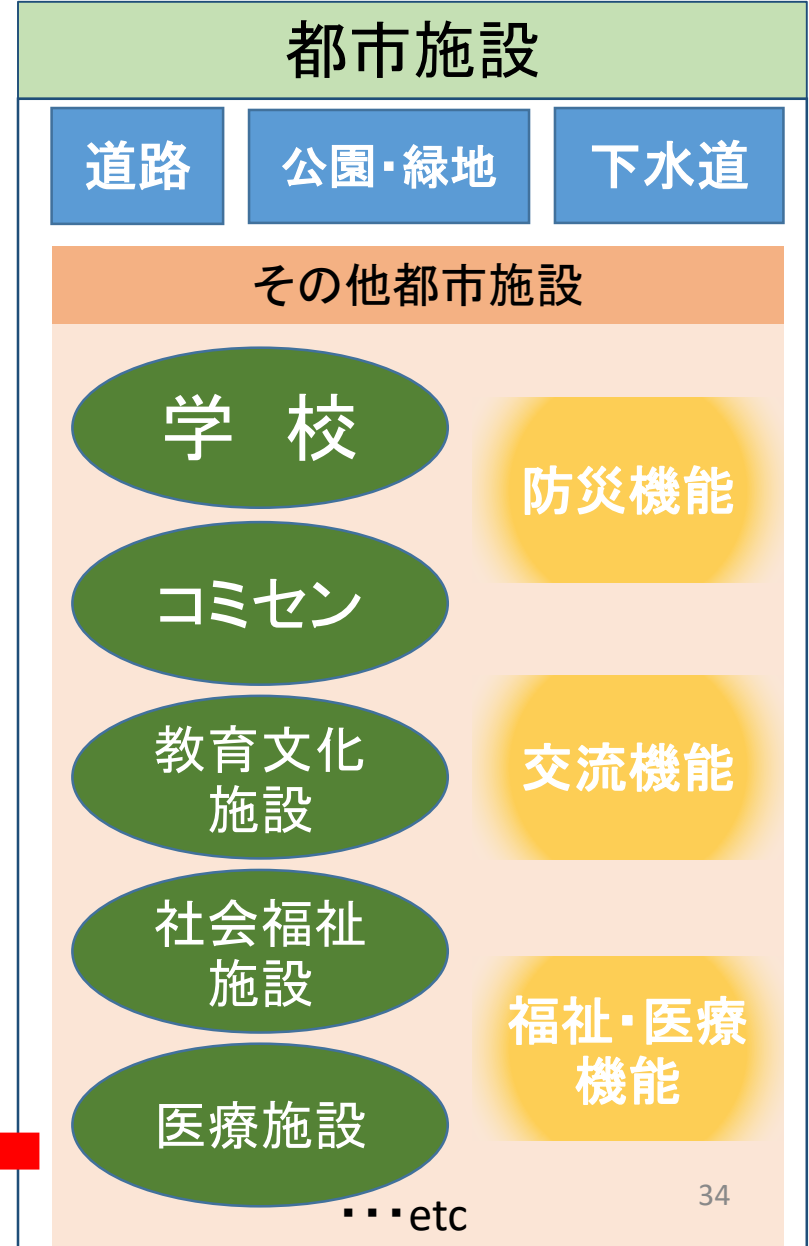 都市施設
道路
公園・緑地
下水道
その他都市施設
学　校
コミセン
教育文化
施設
社会福祉
施設
医療施設
防災機能
交流機能
福祉・医療
機能
・・・etc
34